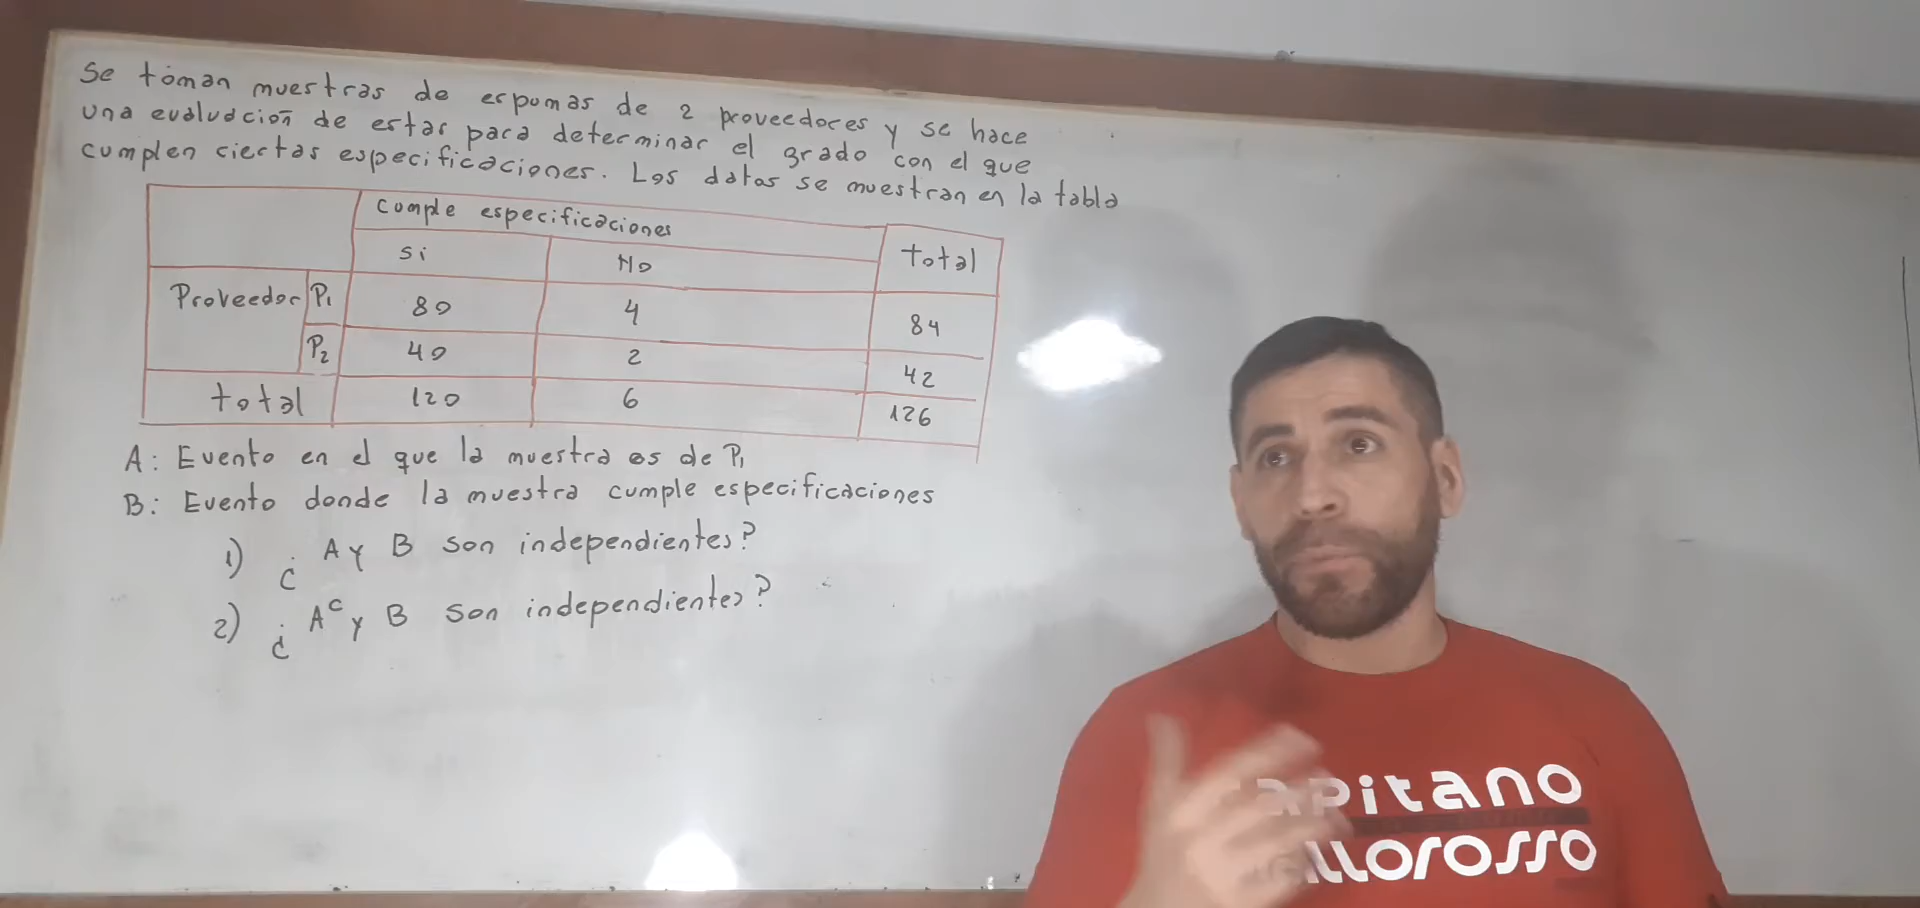 Se toman muestras de espumas de 2 proveedores y se hace
una evaluación de estas para determinar el grado con el que
cumplen ciertas especificaciones. Los datos se muestran en la tabla
cumple especificaciones
Si No total
Proveedor P1 80 4 84
P2 40 2 42
total 120 6 126
A: Evento en el que la muestra es de P1
B: Evento donde la muestra cumple especificaciones
1) ¿ A y B son independientes?
2) ¿ Aᶜ y B son independientes?
apitano
llorosso